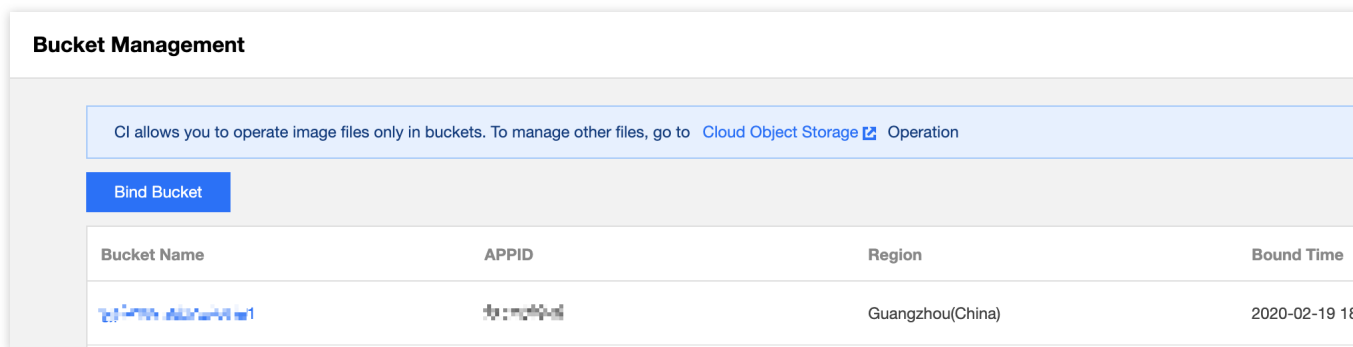 Bucket Management
CI allows you to operate image files only in buckets. To manage other files, go to Cloud Object Storage Operation
Bind Bucket
Bucket Name APPID Region Bound Time
Guangzhou(China) 2020-02-19